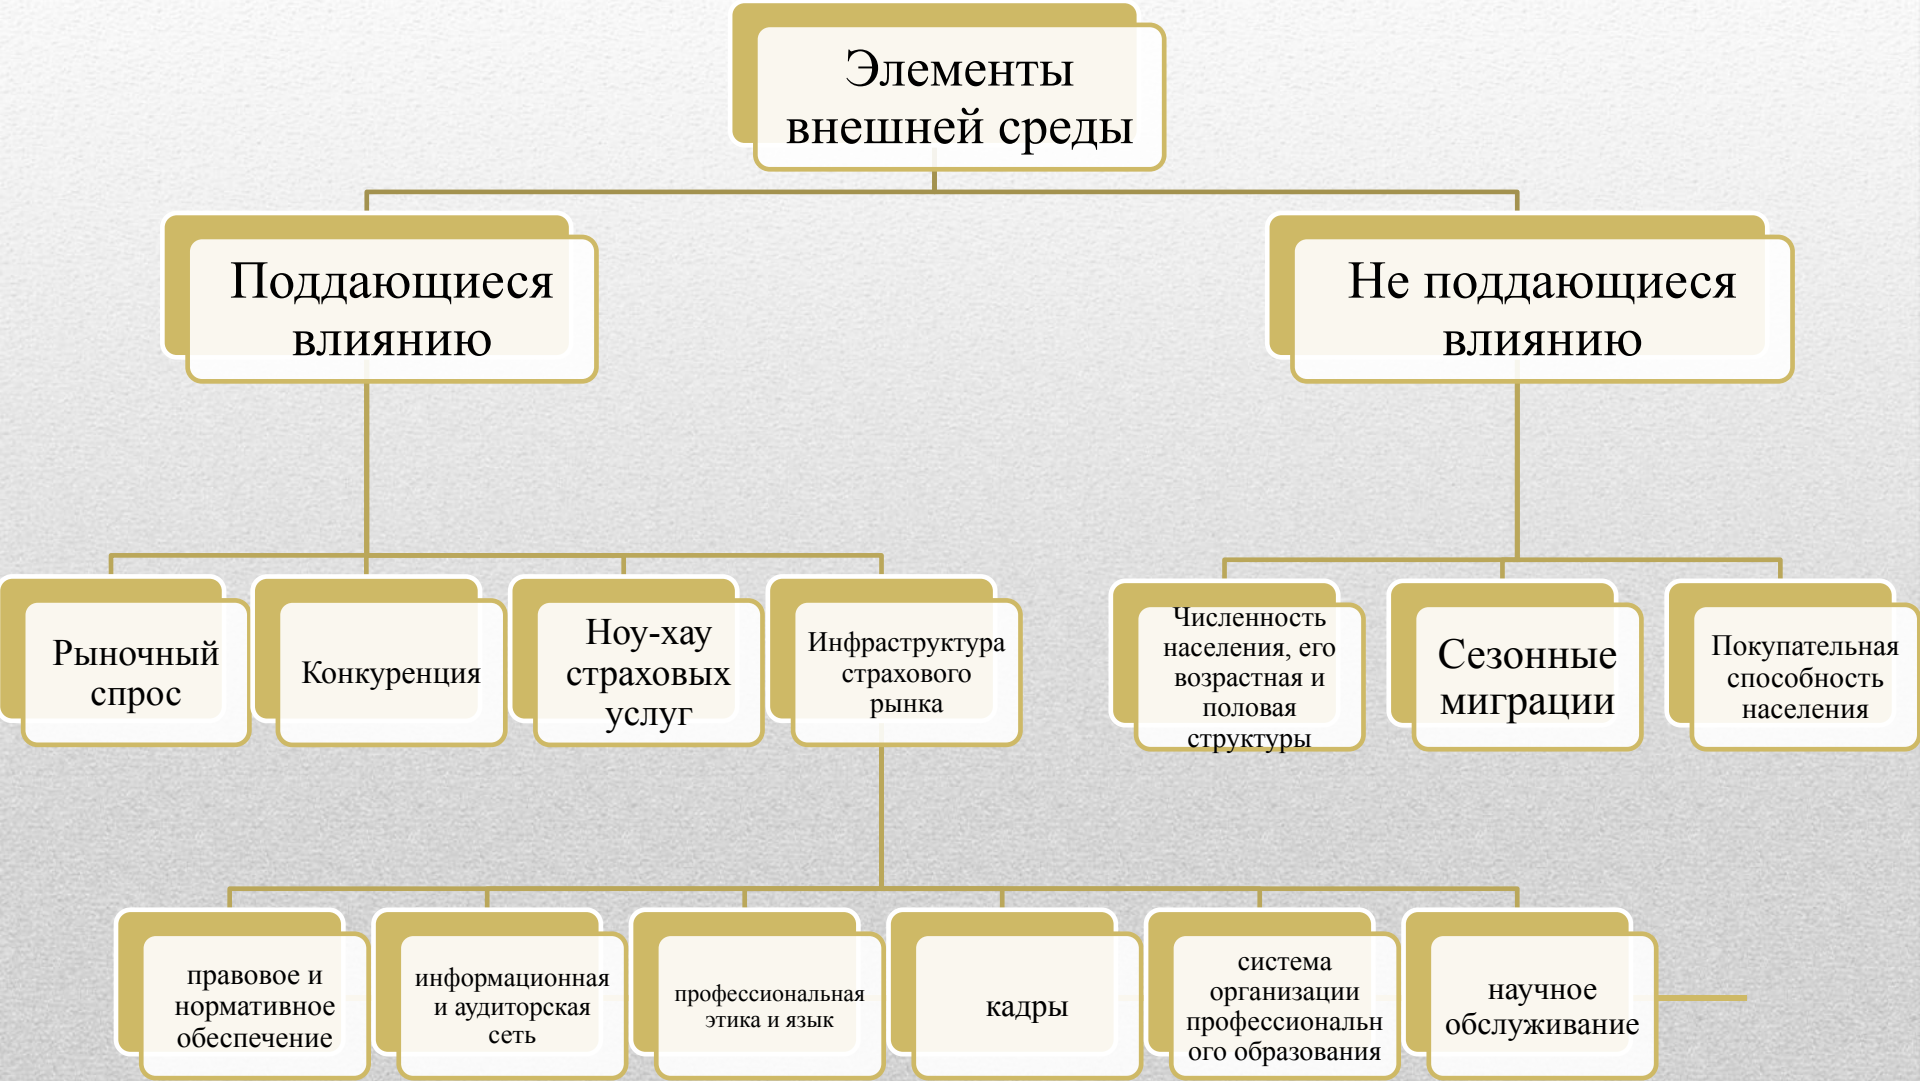 Элементы
внешней среды
Поддающиеся
влиянию
Не поддающиеся
влиянию
Рыночный
спрос
Конкуренция
Ноу-хау
страховых
услуг
Инфраструктура
страхового
рынка
Численность
населения, его
возрастная и
половая
структуры
Сезонные
миграции
Покупательная
способность
населения
правовое и
нормативное
обеспечение
информационная
и аудиторская
сеть
профессиональная
этика и язык
кадры
система
организации
профессиональн
ого образования
научное
обслуживание